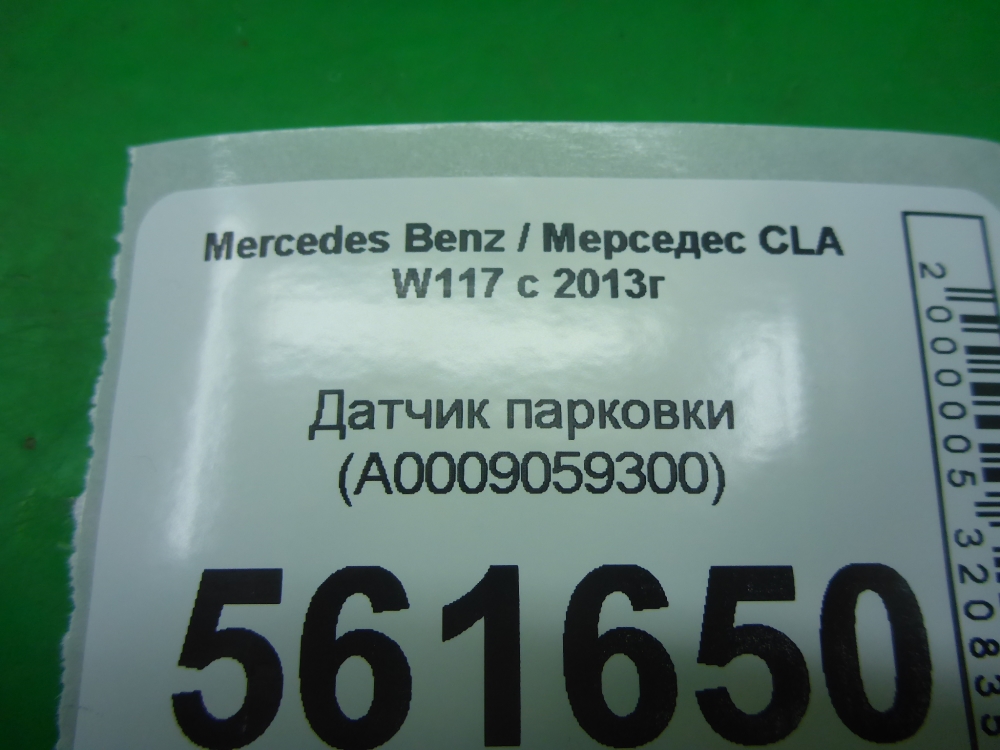 Mercedes Benz / Мерседес CLA
W117 с 2013г
Датчик парковки
(A0009059300)
561650
2000005320835